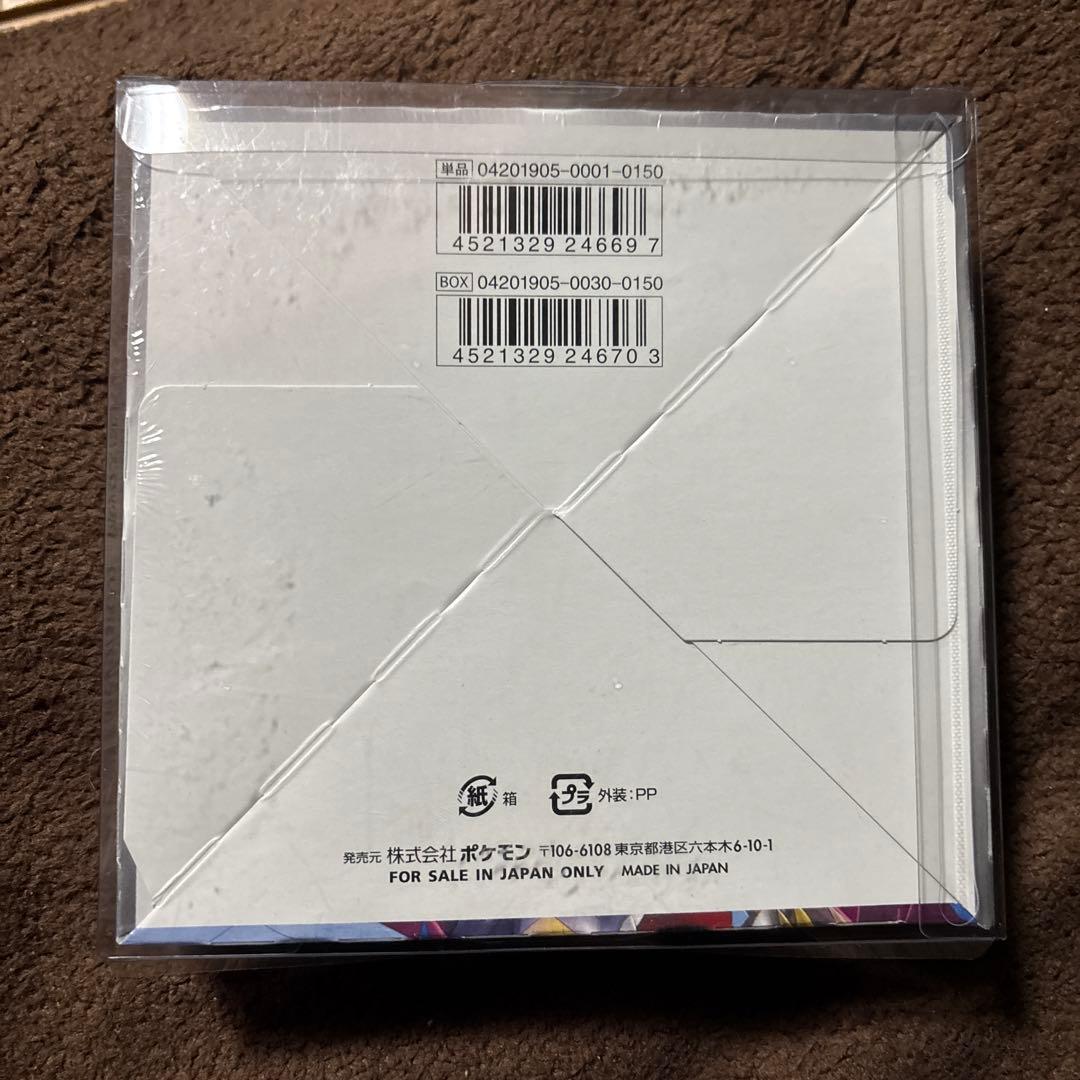 単品 04201905-0001-0150
4521329 24669 7
BOX 04201905-0030-0150
4521329 24670 3
紙 箱 プラ 外装:PP
発売元 株式会社 ポケモン 〒106-6108 東京都港区六本木6-10-1
FOR SALE IN JAPAN ONLY MADE IN JAPAN